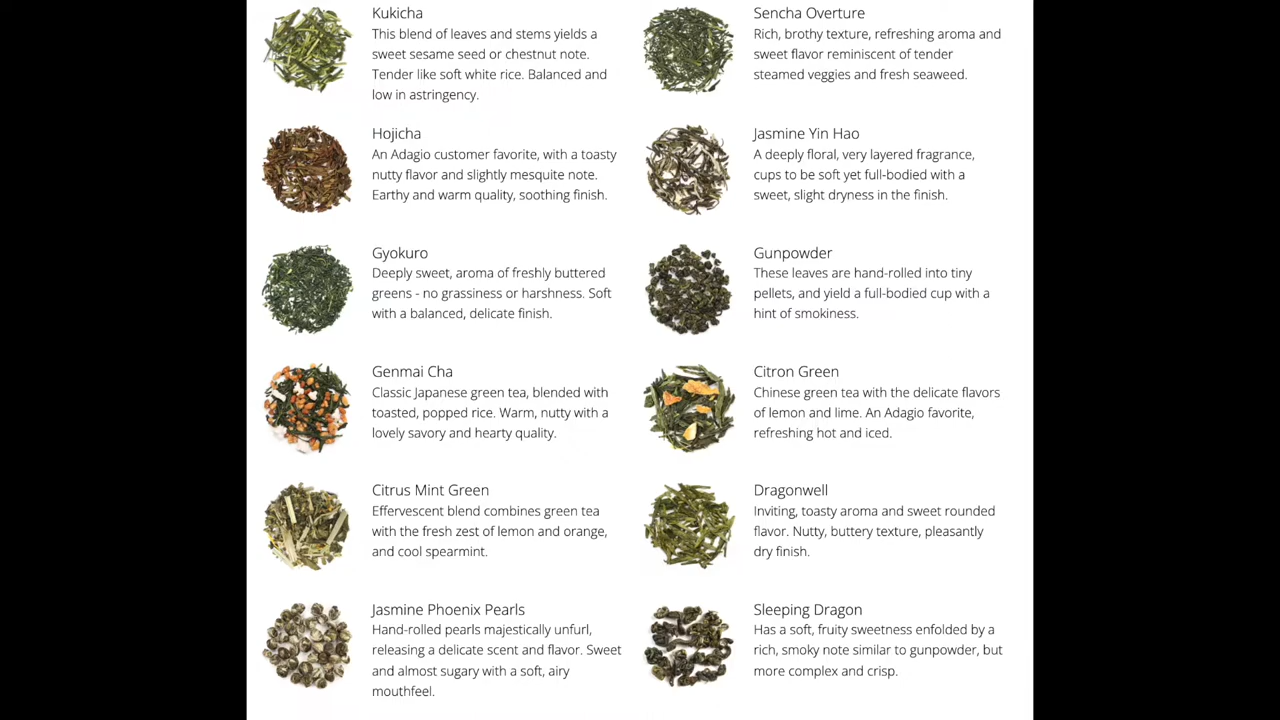 Kukicha
This blend of leaves and stems yields a
sweet sesame seed or chestnut note.
Tender like soft white rice. Balanced and
low in astringency.
Sencha Overture
Rich, brothy texture, refreshing aroma and
sweet flavor reminiscent of tender
steamed veggies and fresh seaweed.
Hojicha
An Adagio customer favorite, with a toasty
nutty flavor and slightly mesquite note.
Earthy and warm quality, soothing finish.
Jasmine Yin Hao
A deeply floral, very layered fragrance,
cups to be soft yet full-bodied with a
sweet, slight dryness in the finish.
Gyokuro
Deeply sweet, aroma of freshly buttered
greens - no grassiness or harshness. Soft
with a balanced, delicate finish.
Gunpowder
These leaves are hand-rolled into tiny
pellets, and yield a full-bodied cup with a
hint of smokiness.
Genmai Cha
Classic Japanese green tea, blended with
toasted, popped rice. Warm, nutty with a
lovely savory and hearty quality.
Citron Green
Chinese green tea with the delicate flavors
of lemon and lime. An Adagio favorite,
refreshing hot and iced.
Citrus Mint Green
Effervescent blend combines green tea
with the fresh zest of lemon and orange,
and cool spearmint.
Dragonwell
Inviting, toasty aroma and sweet rounded
flavor. Nutty, buttery texture, pleasantly
dry finish.
Jasmine Phoenix Pearls
Hand-rolled pearls majestically unfurl,
releasing a delicate scent and flavor. Sweet
and almost sugary with a soft, airy
mouthfeel.
Sleeping Dragon
Has a soft, fruity sweetness enfolded by a
rich, smoky note similar to gunpowder, but
more complex and crisp.